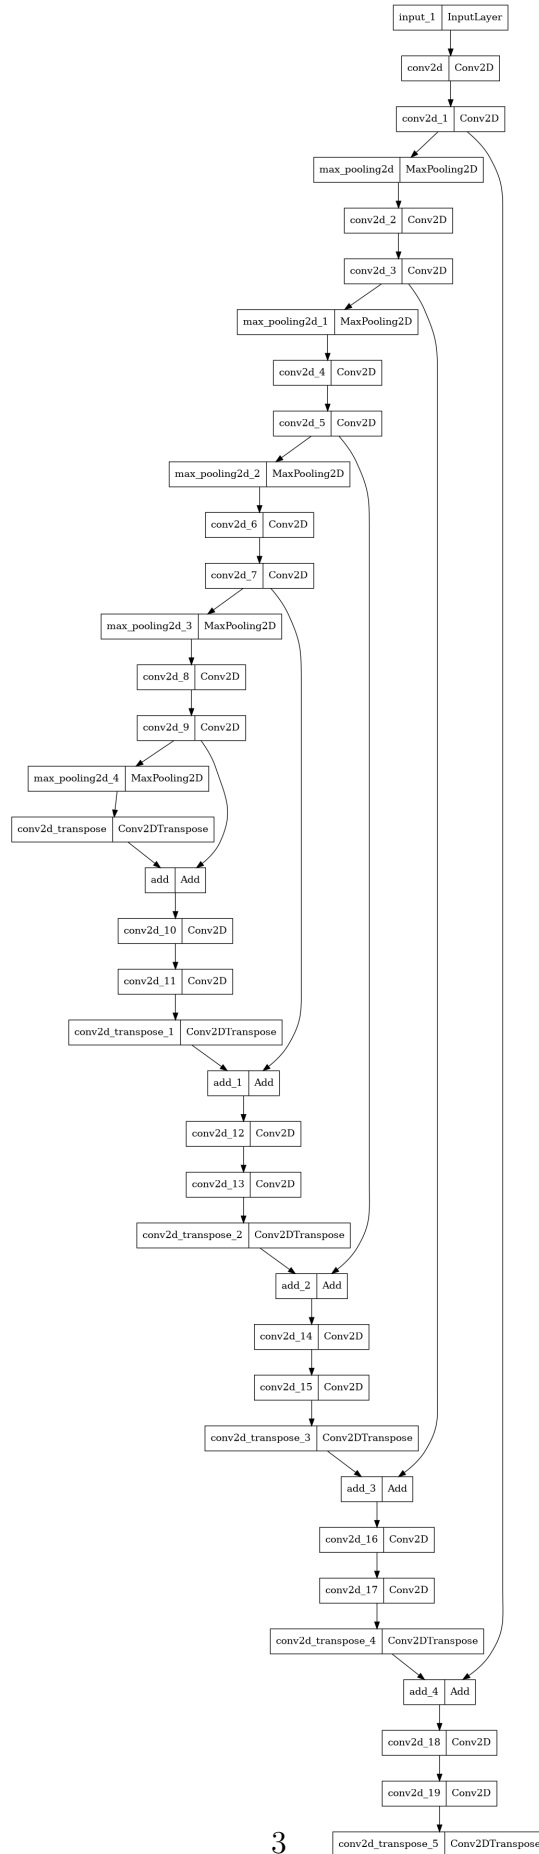 input_1 InputLayer
conv2d Conv2D
conv2d_1 Conv2D
max_pooling2d MaxPooling2D
conv2d_2 Conv2D
conv2d_3 Conv2D
max_pooling2d_1 MaxPooling2D
conv2d_4 Conv2D
conv2d_5 Conv2D
max_pooling2d_2 MaxPooling2D
conv2d_6 Conv2D
conv2d_7 Conv2D
max_pooling2d_3 MaxPooling2D
conv2d_8 Conv2D
conv2d_9 Conv2D
max_pooling2d_4 MaxPooling2D
conv2d_transpose Conv2DTranspose
add Add
conv2d_10 Conv2D
conv2d_11 Conv2D
conv2d_transpose_1 Conv2DTranspose
add_1 Add
conv2d_12 Conv2D
conv2d_13 Conv2D
conv2d_transpose_2 Conv2DTranspose
add_2 Add
conv2d_14 Conv2D
conv2d_15 Conv2D
conv2d_transpose_3 Conv2DTranspose
add_3 Add
conv2d_16 Conv2D
conv2d_17 Conv2D
conv2d_transpose_4 Conv2DTranspose
add_4 Add
conv2d_18 Conv2D
conv2d_19 Conv2D
3 conv2d_transpose_5 Conv2DTranspose